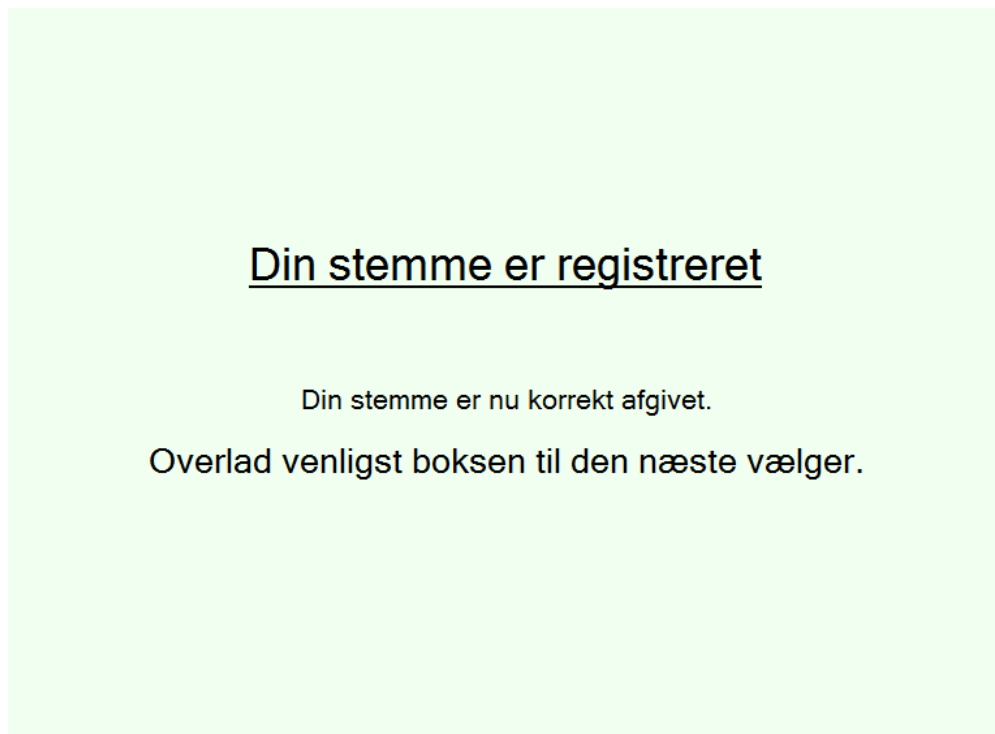 Din stemme er registreret
Din stemme er nu korrekt afgivet.
Overlad venligst boksen til den næste vælger.